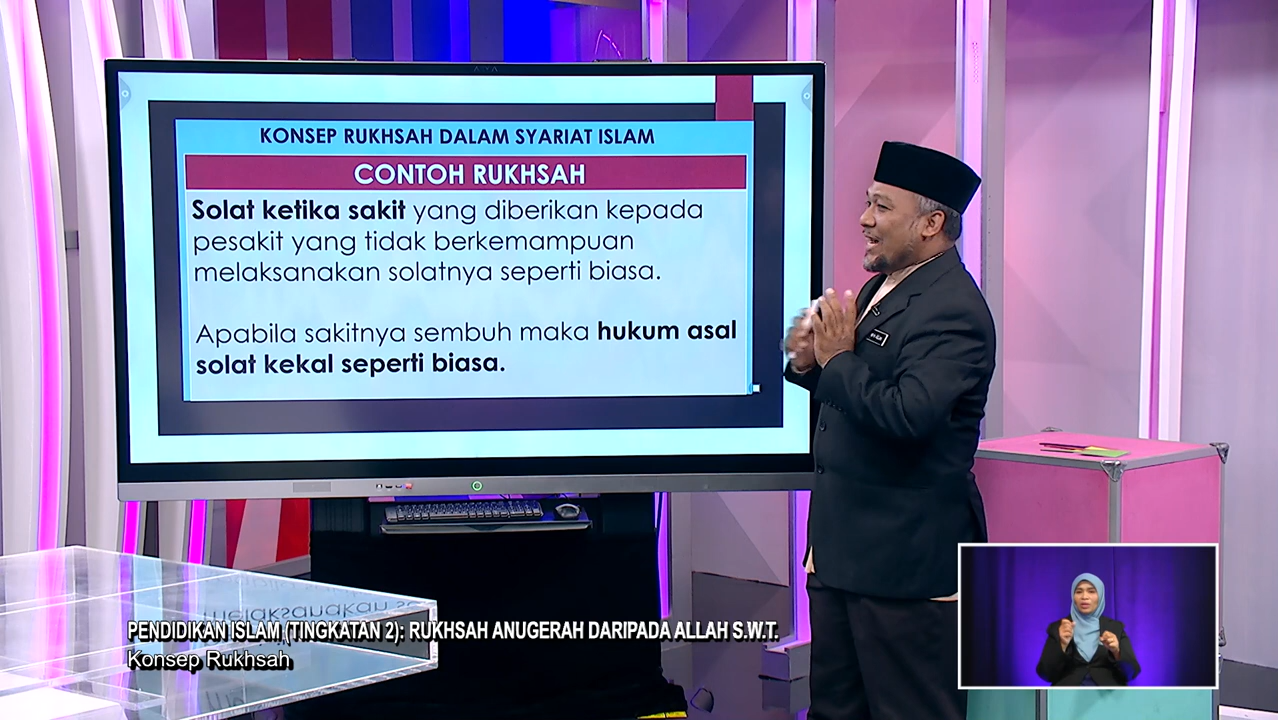 KONSEP RUKHSAH DALAM SYARIAT ISLAM
CONTOH RUKHSAH
Solat ketika sakit yang diberikan kepada
pesakit yang tidak berkemampuan
melaksanakan solatnya seperti biasa.
Apabila sakitnya sembuh maka hukum asal
solat kekal seperti biasa.
PENDIDIKAN ISLAM (TINGKATAN 2): RUKHSAH ANUGERAH DARIPADA ALLAH S.W.T.
Konsep Rukhsah